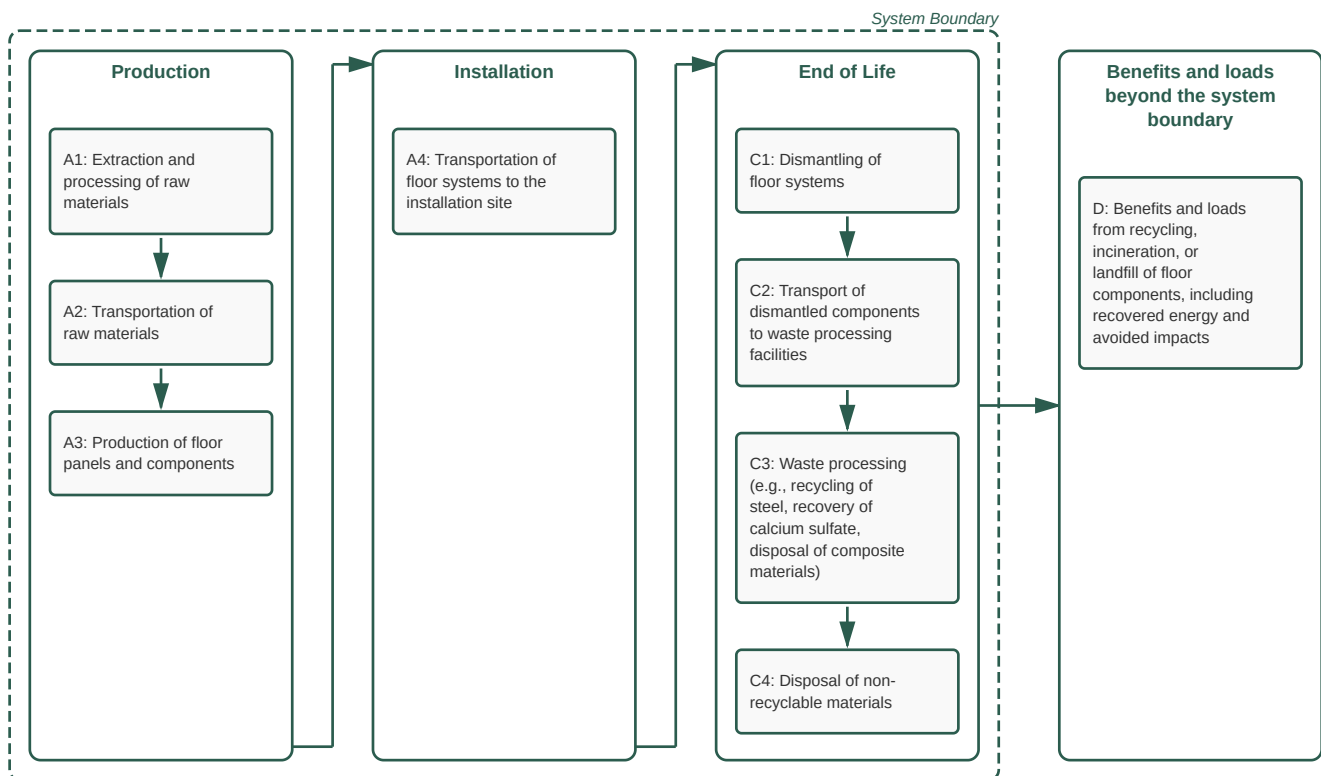 System Boundary
Production
A1: Extraction and
processing of raw
materials
A2: Transportation of
raw materials
A3: Production of floor
panels and components
Installation
A4: Transportation of
floor systems to the
installation site
End of Life
C1: Dismantling of
floor systems
C2: Transport of
dismantled components
to waste processing
facilities
C3: Waste processing
(e.g., recycling of
steel, recovery of
calcium sulfate,
disposal of composite
materials)
C4: Disposal of non-
recyclable materials
Benefits and loads
beyond the system
boundary
D: Benefits and loads
from recycling,
incineration, or
landfill of floor
components, including
recovered energy and
avoided impacts